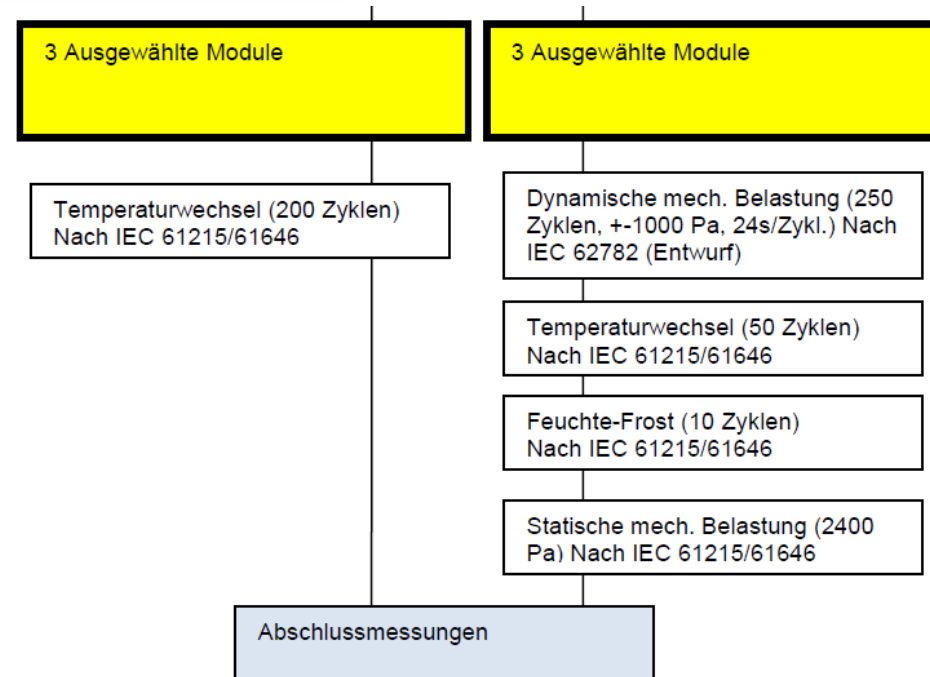 3 Ausgewählte Module
3 Ausgewählte Module
Temperaturwechsel (200 Zyklen)
Nach IEC 61215/61646
Dynamische mech. Belastung (250
Zyklen, +-1000 Pa, 24s/Zykl.) Nach
IEC 62782 (Entwurf)
Temperaturwechsel (50 Zyklen)
Nach IEC 61215/61646
Feuchte-Frost (10 Zyklen)
Nach IEC 61215/61646
Statische mech. Belastung (2400
Pa) Nach IEC 61215/61646
Abschlussmessungen